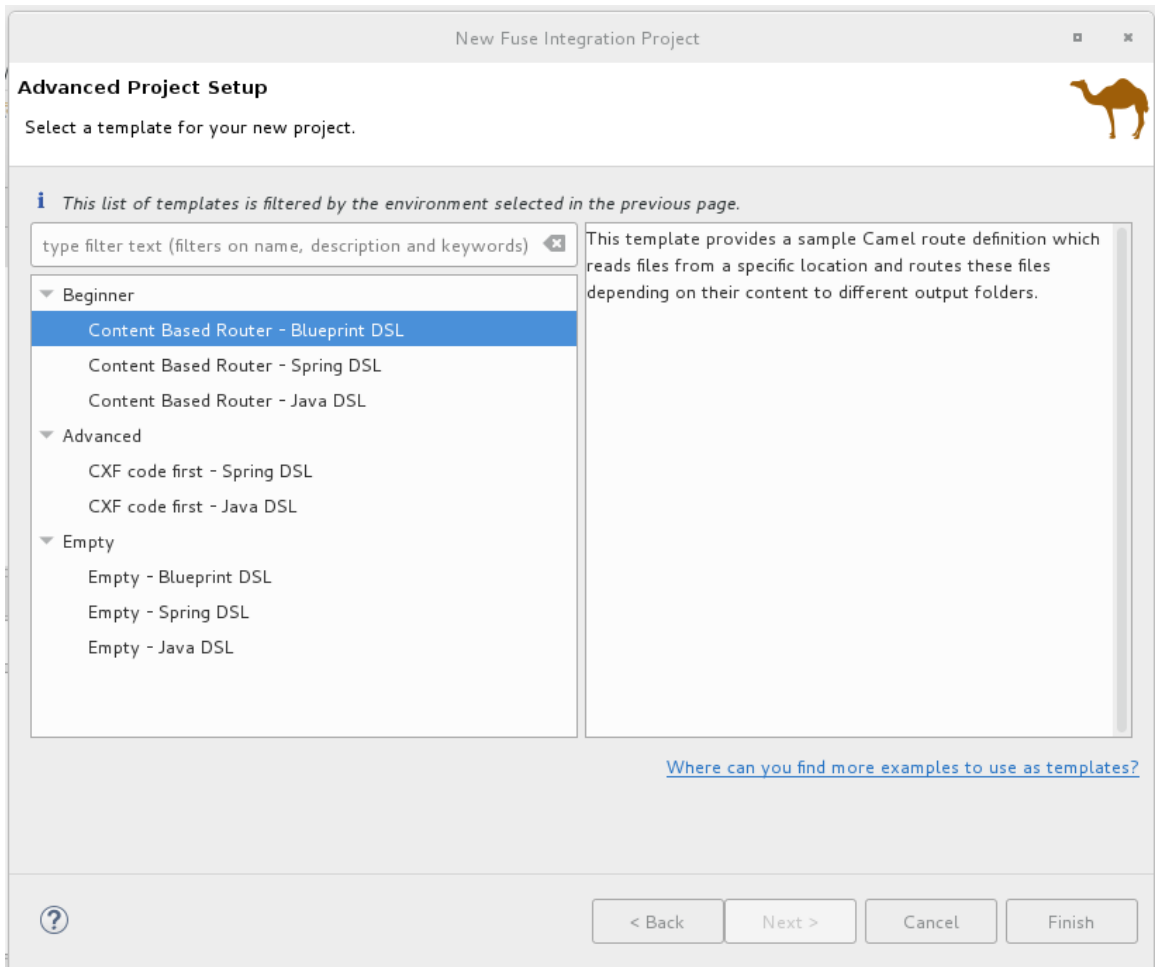 New Fuse Integration Project
Advanced Project Setup
Select a template for your new project.
This list of templates is filtered by the environment selected in the previous page.
type filter text (filters on name, description and keywords)
Beginner
Content Based Router - Blueprint DSL
Content Based Router - Spring DSL
Content Based Router - Java DSL
Advanced
CXF code first - Spring DSL
CXF code first - Java DSL
Empty
Empty - Blueprint DSL
Empty - Spring DSL
Empty - Java DSL
This template provides a sample Camel route definition which
reads files from a specific location and routes these files
depending on their content to different output folders.
Where can you find more examples to use as templates?
< Back
Next >
Cancel
Finish